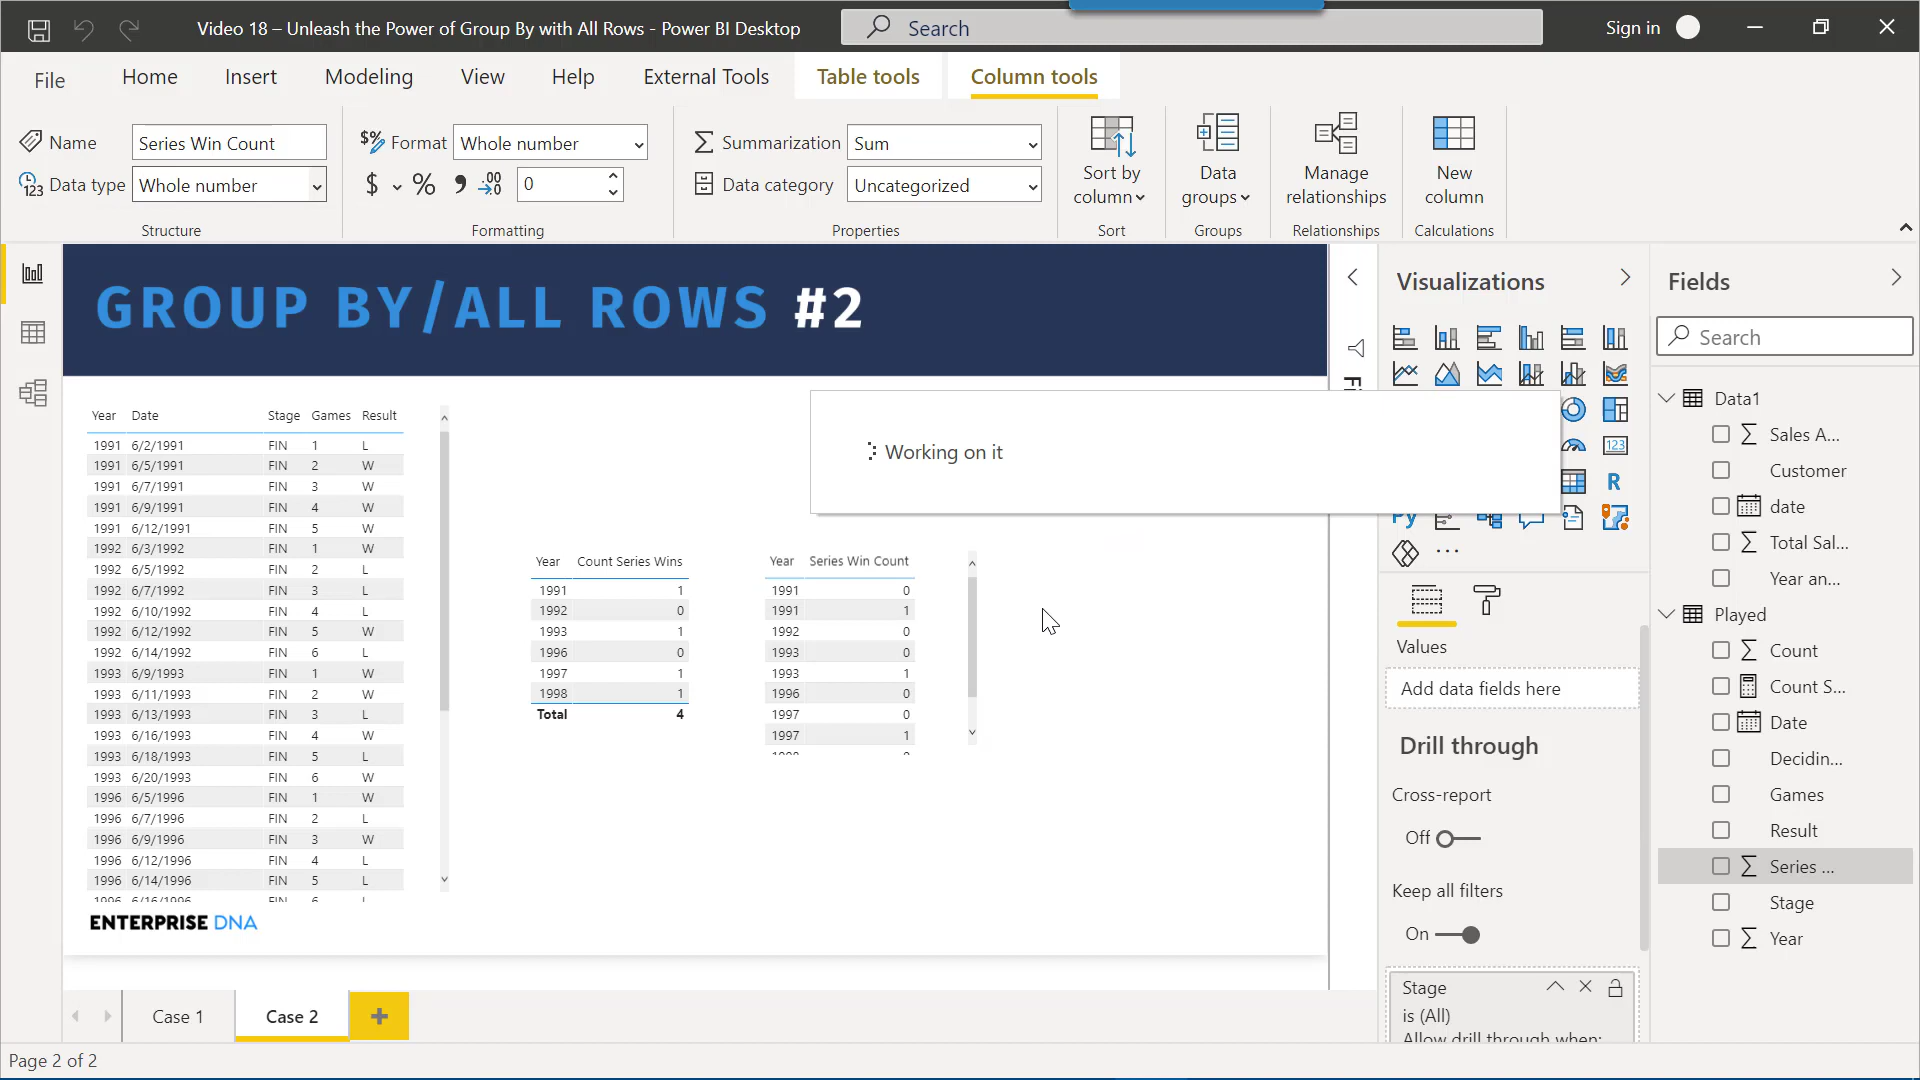 Video 18 – Unleash the Power of Group By with All Rows - Power BI Desktop
Search
Sign in
File Home Insert Modeling View Help External Tools Table tools Column tools
Name Series Win Count
Data type Whole number
Structure
Format Whole number
$ % 0
Formatting
Summarization Sum
Data category Uncategorized
Properties
Sort by column
Sort
Data groups
Groups
Manage relationships
Relationships
New column
Calculations
GROUP BY/ALL ROWS #2
Year Date Stage Games Result
1991 6/2/1991 FIN 1 L
1991 6/5/1991 FIN 2 W
1991 6/7/1991 FIN 3 W
1991 6/9/1991 FIN 4 W
1991 6/12/1991 FIN 5 W
1992 6/3/1992 FIN 1 W
1992 6/5/1992 FIN 2 L
1992 6/7/1992 FIN 3 L
1992 6/10/1992 FIN 4 L
1992 6/12/1992 FIN 5 W
1992 6/14/1992 FIN 6 L
1993 6/9/1993 FIN 1 W
1993 6/11/1993 FIN 2 W
1993 6/13/1993 FIN 3 L
1993 6/16/1993 FIN 4 W
1993 6/18/1993 FIN 5 L
1993 6/20/1993 FIN 6 W
1996 6/5/1996 FIN 1 W
1996 6/7/1996 FIN 2 L
1996 6/9/1996 FIN 3 W
1996 6/12/1996 FIN 4 L
1996 6/14/1996 FIN 5 L
1996 6/16/1996 FIN 6 L
ENTERPRISE DNA
Working on it
Year Count Series Wins
1991 1
1992 0
1993 1
1996 0
1997 1
1998 1
Total 4
Year Series Win Count
1991 0
1991 1
1992 0
1993 0
1993 1
1996 0
1997 0
1997 1
Visualizations
123
R
Py
Values
Add data fields here
Drill through
Cross-report
Off
Keep all filters
On
Stage
is (All)
Allow drill through when:
Fields
Search
Data1
Sales A...
Customer
date
Total Sal...
Year an...
Played
Count
Count S...
Date
Decidin...
Games
Result
Series ...
Stage
Year
Case 1 Case 2
Page 2 of 2